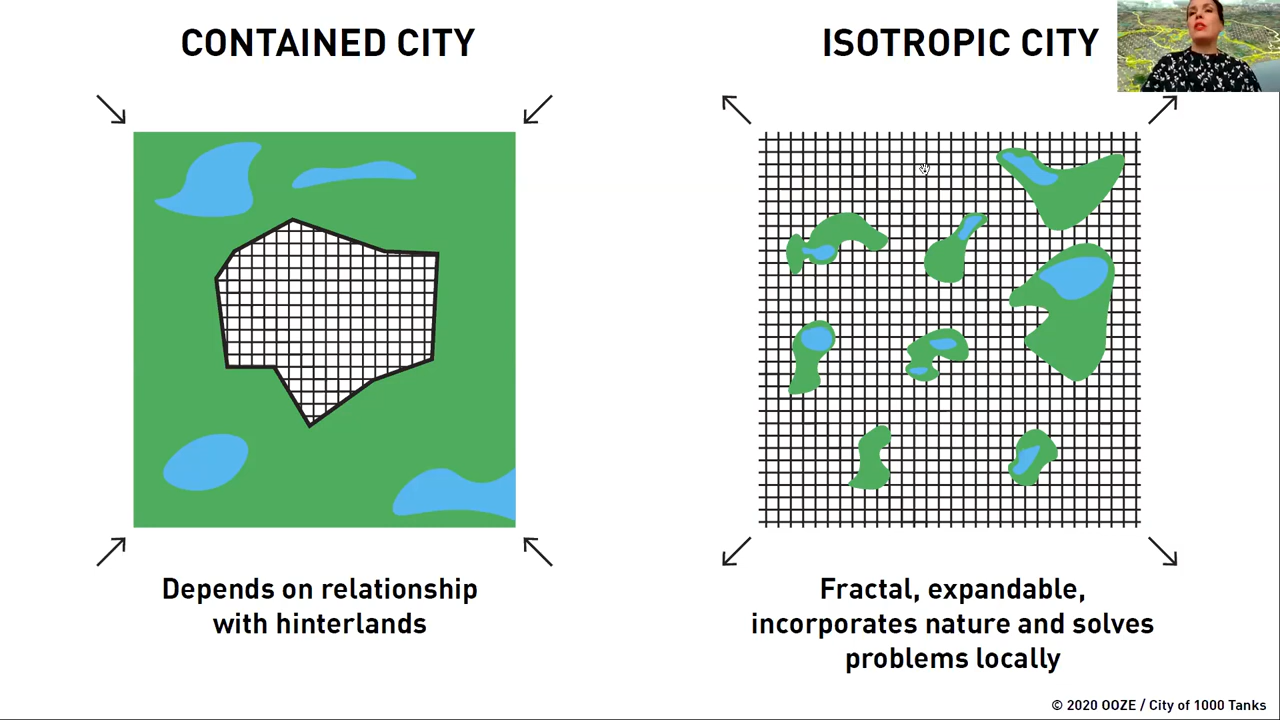 CONTAINED CITY
Depends on relationship
with hinterlands
ISOTROPIC CITY
Fractal, expandable,
incorporates nature and solves
problems locally
© 2020 OOZE / City of 1000 Tanks